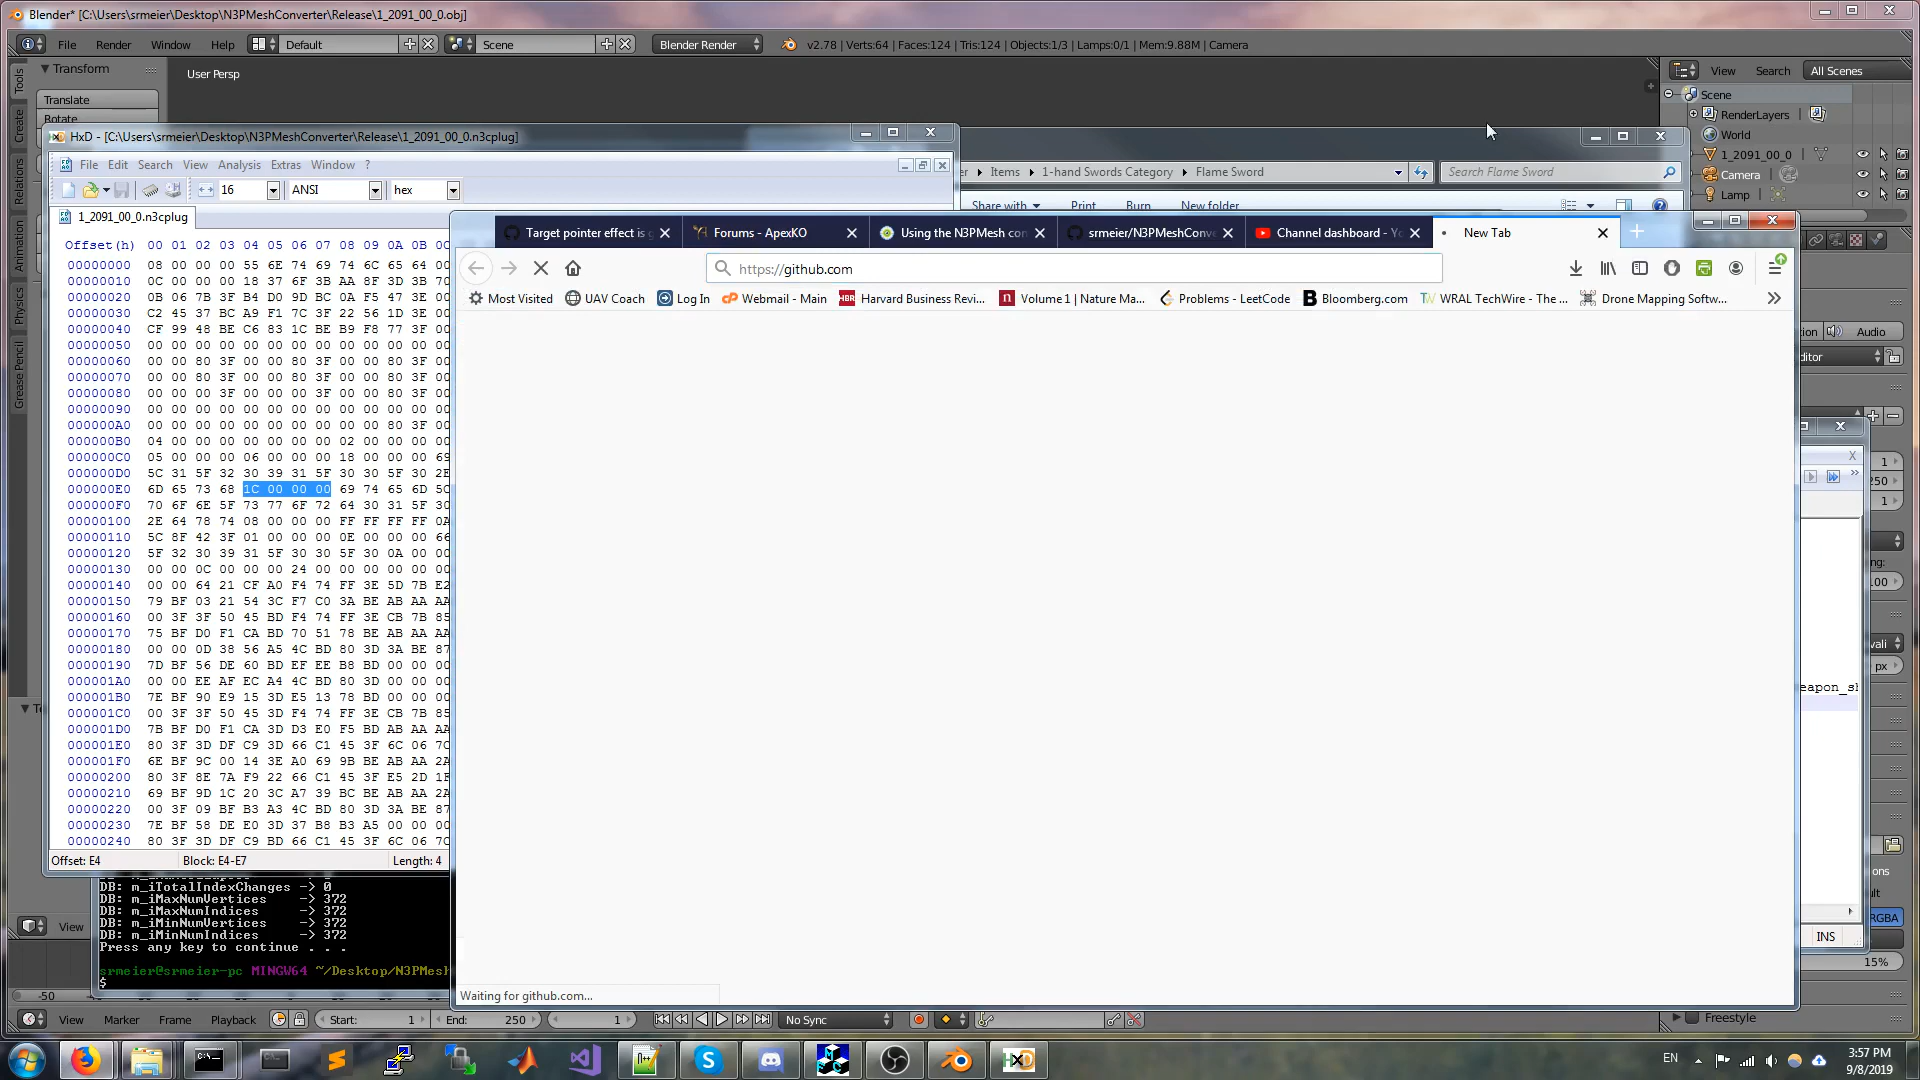 Blender* [C:\Users\srmeier\Desktop\N3PMeshConverter\Release\1_2091_00_0.obj]
File Render Window Help Default Scene Blender Render v2.78 | Verts:64 | Faces:124 | Tris:124 | Objects:1/3 | Lamps:0/1 | Mem:9.88M | Camera
Transform
User Persp
View Search All Scenes
Translate
Rotate
Scene
RenderLayers
World
1_2091_00_0
Camera
Lamp
Tools
Create
Relations
Animation
Physics
Grease Pencil
HxD - [C:\Users\srmeier\Desktop\N3PMeshConverter\Release\1_2091_00_0.n3cplug]
File Edit Search View Analysis Extras Window ?
16 ANSI hex
1_2091_00_0.n3cplug
Items 1-hand Swords Category Flame Sword Search Flame Sword
Share with Print Burn New folder
Target pointer effect is g Forums - ApexKO Using the N3PMesh con srmeier/N3PMeshConve Channel dashboard - Yo New Tab
https://github.com
Most Visited UAV Coach Log In Webmail - Main Harvard Business Revi... Volume 1 | Nature Ma... Problems - LeetCode Bloomberg.com WRAL TechWire - The ... Drone Mapping Softw...
Offset(h) 00 01 02 03 04 05 06 07 08 09 0A 0B
00000000 08 00 00 00 55 6E 74 69 74 6C 65 64
00000010 0C 00 00 00 18 37 6F 3B AA 8F 3D 3B
00000020 0B 06 7B 3F B4 D0 9D BC 0A F5 47 3E
00000030 C2 45 37 BC A9 F1 7C 3F 22 56 1D 3E
00000040 CF 99 48 BE C6 83 1C BE B9 F8 77 3F
00000050 00 00 00 00 00 00 00 00 00 00 00 00
00000060 00 00 80 3F 00 00 80 3F 00 00 80 3F
00000070 00 00 80 3F 00 00 80 3F 00 00 80 3F
00000080 00 00 00 3F 00 00 00 3F 00 00 80 3F
00000090 00 00 00 00 00 00 00 00 00 00 00 00
000000A0 00 00 00 00 00 00 00 00 00 00 80 3F
000000B0 04 00 00 00 00 00 00 00 02 00 00 00
000000C0 05 00 00 00 06 00 00 00 18 00 00 00
000000D0 5C 31 5F 32 30 39 31 5F 30 30 5F 30
000000E0 6D 65 73 68 1C 00 00 00 69 74 65 6D
000000F0 70 6F 6E 5F 73 77 6F 72 64 30 31 5F
00000100 2E 64 78 74 08 00 00 00 FF FF FF FF
00000110 5C 8F 42 3F 01 00 00 00 0E 00 00 00
00000120 5F 32 30 39 31 5F 30 30 5F 30 0A 00
00000130 00 00 0C 00 00 00 24 00 00 00 00 00
00000140 00 00 64 21 CF A0 F4 74 FF 3E 5D 7B
00000150 79 BF 03 21 54 3C F7 C0 3A BE AB AA
00000160 00 3F 3F 50 45 BD F4 74 FF 3E CB 7B
00000170 75 BF D0 F1 CA BD 70 51 78 BE AB AA
00000180 00 00 0D 38 56 A5 4C BD 80 3D 3A BE
00000190 7D BF 56 DE 60 BD EF EE B8 BD 00 00
000001A0 00 00 EE AF EC A4 4C BD 80 3D 00 00
000001B0 7E BF 90 E9 15 3D E5 13 78 BD 00 00
000001C0 00 3F 3F 50 45 3D F4 74 FF 3E CB 7B
000001D0 7B BF D0 F1 CA 3D D3 E0 F5 BD AB AA
000001E0 80 3F 3D DF C9 3D 66 C1 45 3F 6C 06
000001F0 6E BF 9C 00 14 3E A0 69 9B BE AB AA
00000200 80 3F 8E 7A F9 22 66 C1 45 3F E5 2D
00000210 69 BF 9D 1C 20 3C A7 39 BC BE AB AA
00000220 00 3F 09 BF B3 A3 4C BD 80 3D 3A BE
00000230 7E BF 58 DE E0 3D 37 B8 B3 A5 00 00
00000240 80 3F 3D DF C9 BD 66 C1 45 3F 6C 06
Offset: E4 Block: E4-E7 Length: 4
DB: m_iTotalIndexChanges -> 0
DB: m_iMaxNumVertices -> 372
DB: m_iMaxNumIndices -> 372
DB: m_iMinNumVertices -> 372
DB: m_iMinNumIndices -> 372
Press any key to continue . . .
srmeier@srmeier-pc MINGW64 ~/Desktop/N3PMesh
$
Waiting for github.com...
Audio
INS
RGBA
15%
Freestyle
View
-50
View Marker Frame Playback Start: 1 End: 250 1 No Sync
EN 3:57 PM
9/8/2019